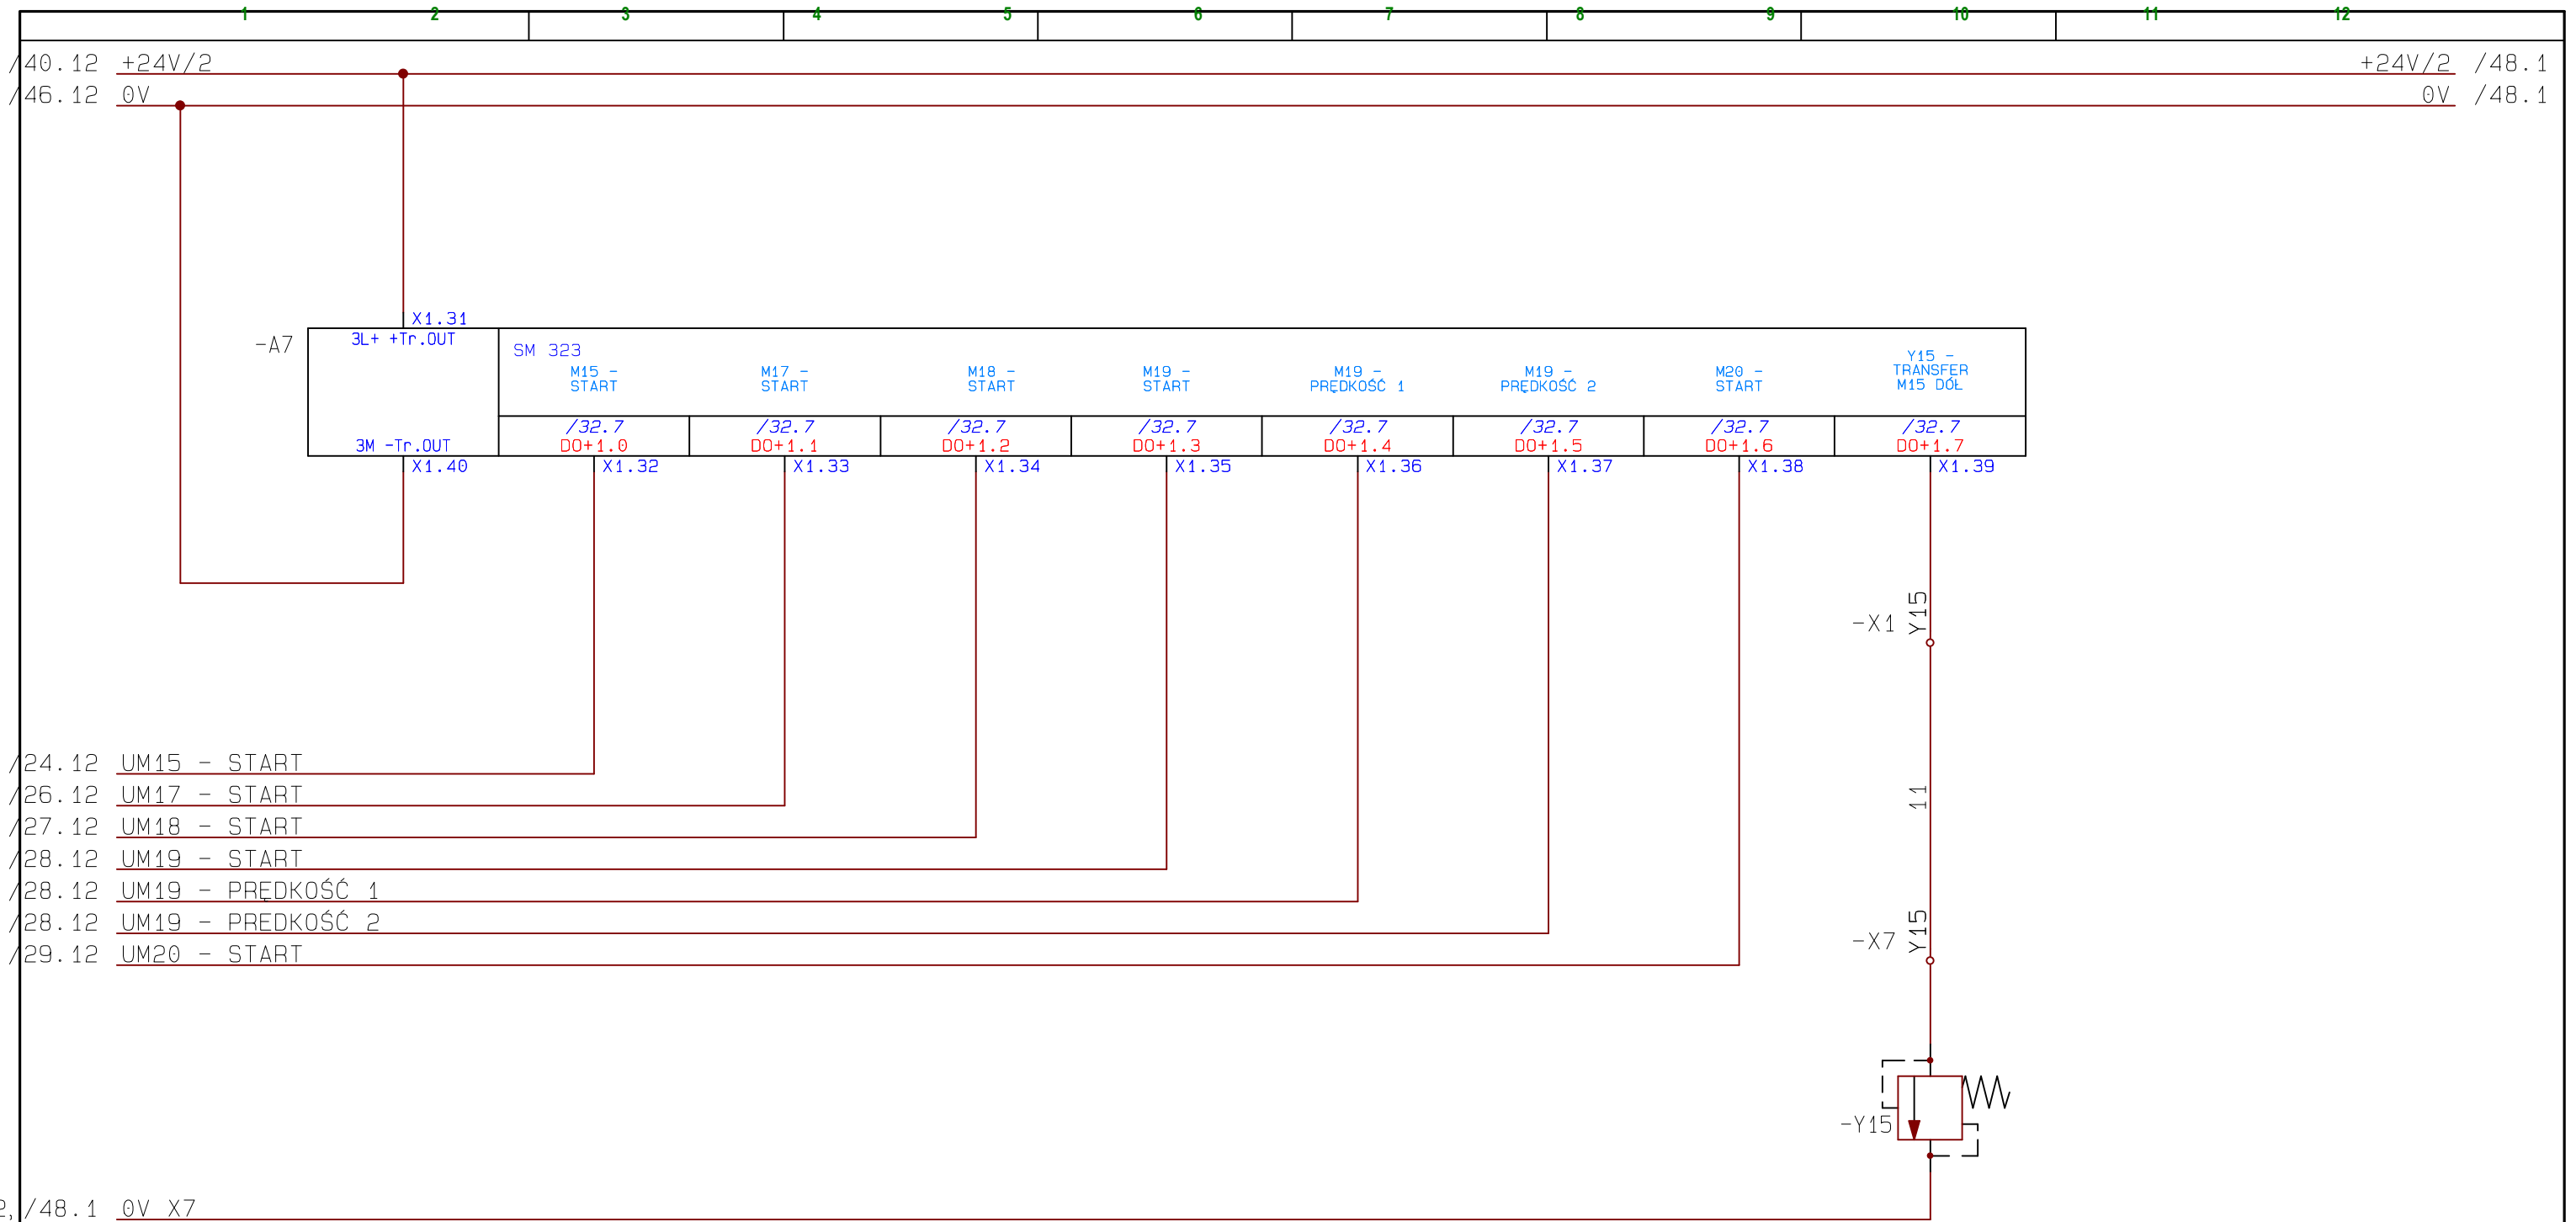 1 2 3 4 5 6 7 8 9 10 11 12
/40.12 +24V/2 +24V/2 /48.1
/46.12 0V 0V /48.1
X1.31
-A7
3L+ +Tr.OUT
SM 323
M15 -
START
M17 -
START
M18 -
START
M19 -
START
M19 -
PRĘDKOŚĆ 1
M19 -
PRĘDKOŚĆ 2
M20 -
START
Y15 -
TRANSFER
M15 DÓŁ
/32.7 /32.7 /32.7 /32.7 /32.7 /32.7 /32.7 /32.7
3M -Tr.OUT DO+1.0 DO+1.1 DO+1.2 DO+1.3 DO+1.4 DO+1.5 DO+1.6 DO+1.7
X1.40 X1.32 X1.33 X1.34 X1.35 X1.36 X1.37 X1.38 X1.39
-X1 Y15
/24.12 UM15 - START
/26.12 UM17 - START
11
/27.12 UM18 - START
/28.12 UM19 - START
/28.12 UM19 - PRĘDKOŚĆ 1
/28.12 UM19 - PRĘDKOŚĆ 2
-X7 Y15
/29.12 UM20 - START
-Y15
2, /48.1 0V X7